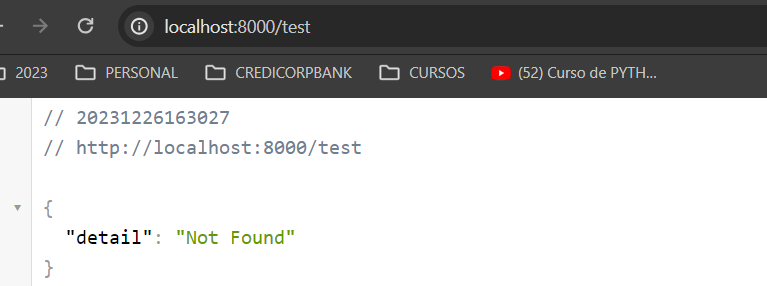 localhost:8000/test
2023 PERSONAL CREDICORPBANK CURSOS (52) Curso de PYTH...
// 20231226163027
// http://localhost:8000/test
{
"detail": "Not Found"
}